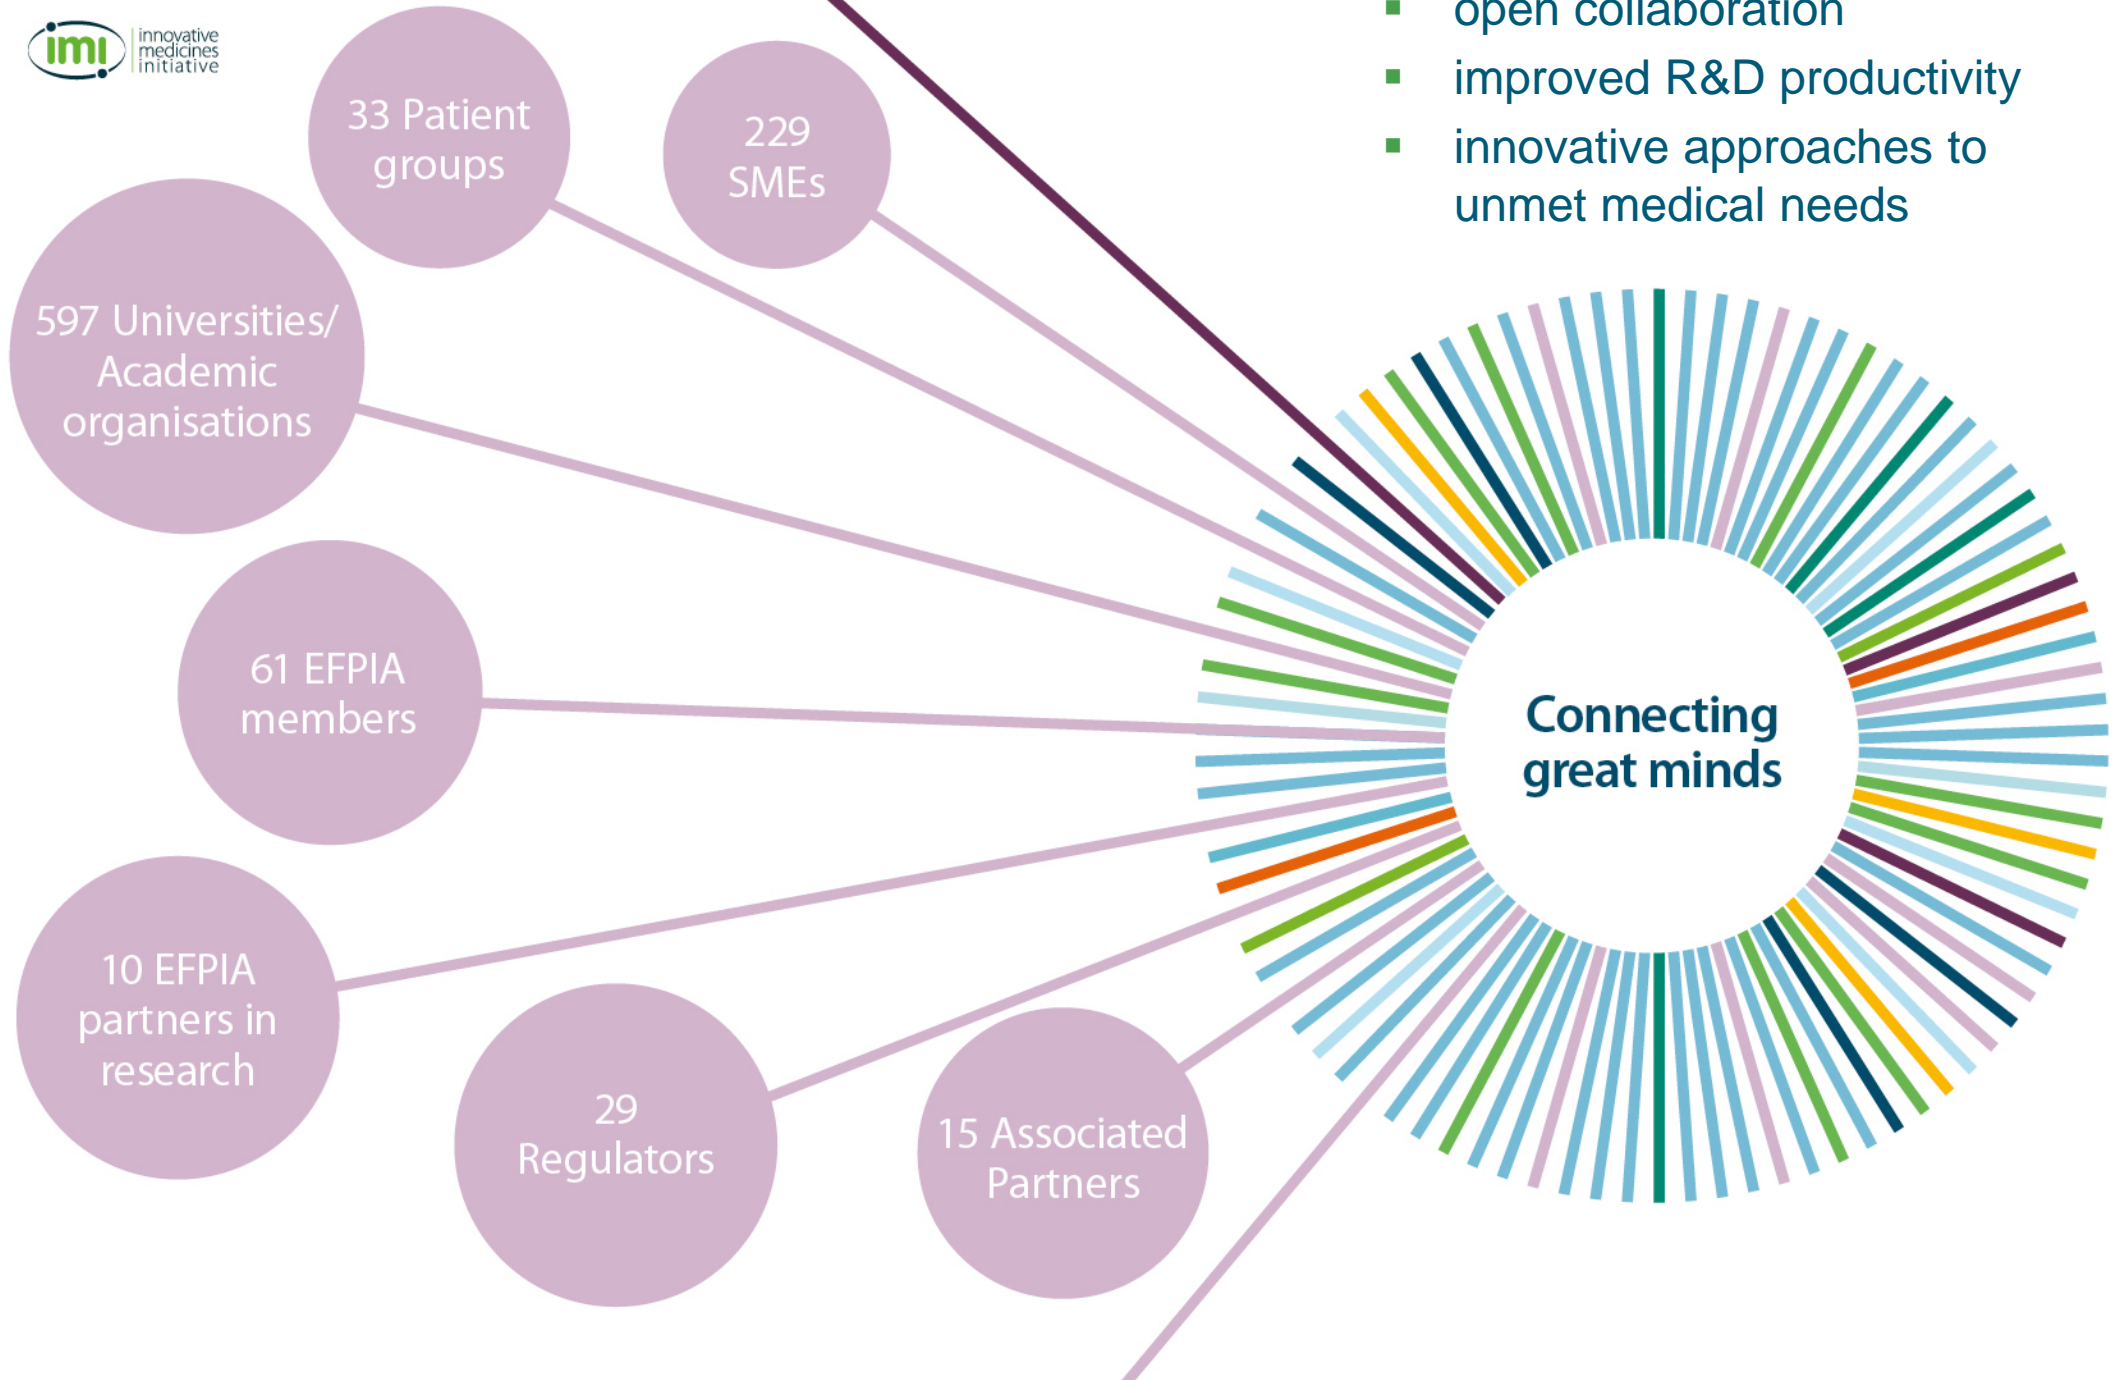 imi
innovative
medicines
initiative
open collaboration
improved R&D productivity
innovative approaches to
unmet medical needs
33 Patient
groups
229
SMEs
597 Universities/
Academic
organisations
61 EFPIA
members
10 EFPIA
partners in
research
29
Regulators
15 Associated
Partners
Connecting
great minds